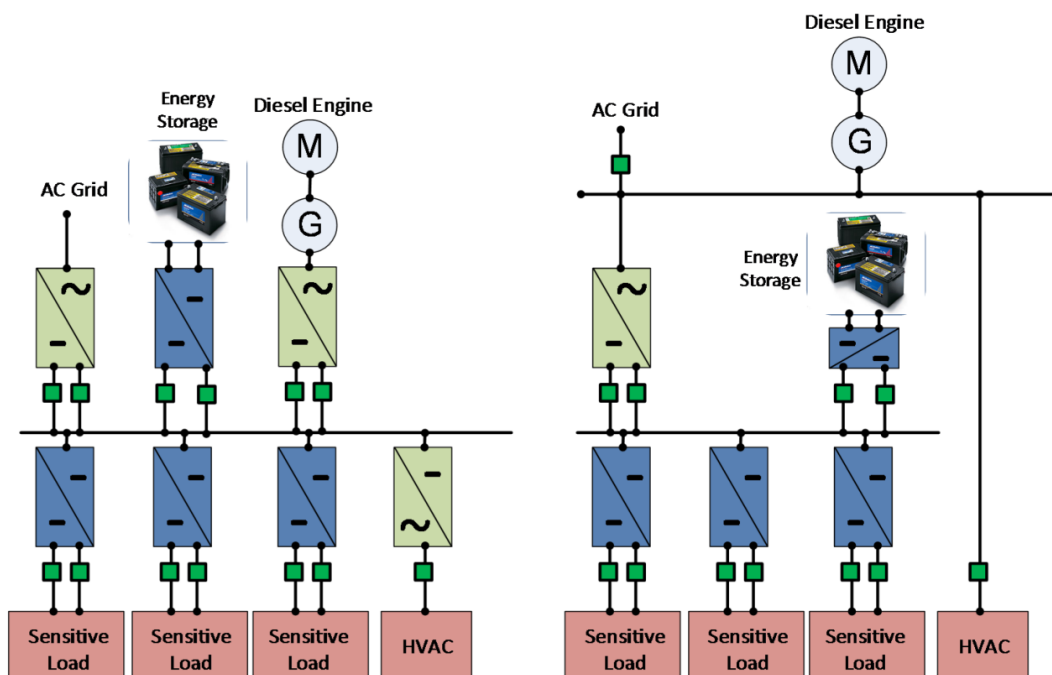 Energy
Storage
Diesel Engine
M
G
AC Grid
Sensitive
Load
Sensitive
Load
Sensitive
Load
HVAC
Diesel Engine
M
G
AC Grid
Energy
Storage
Sensitive
Load
Sensitive
Load
Sensitive
Load
HVAC